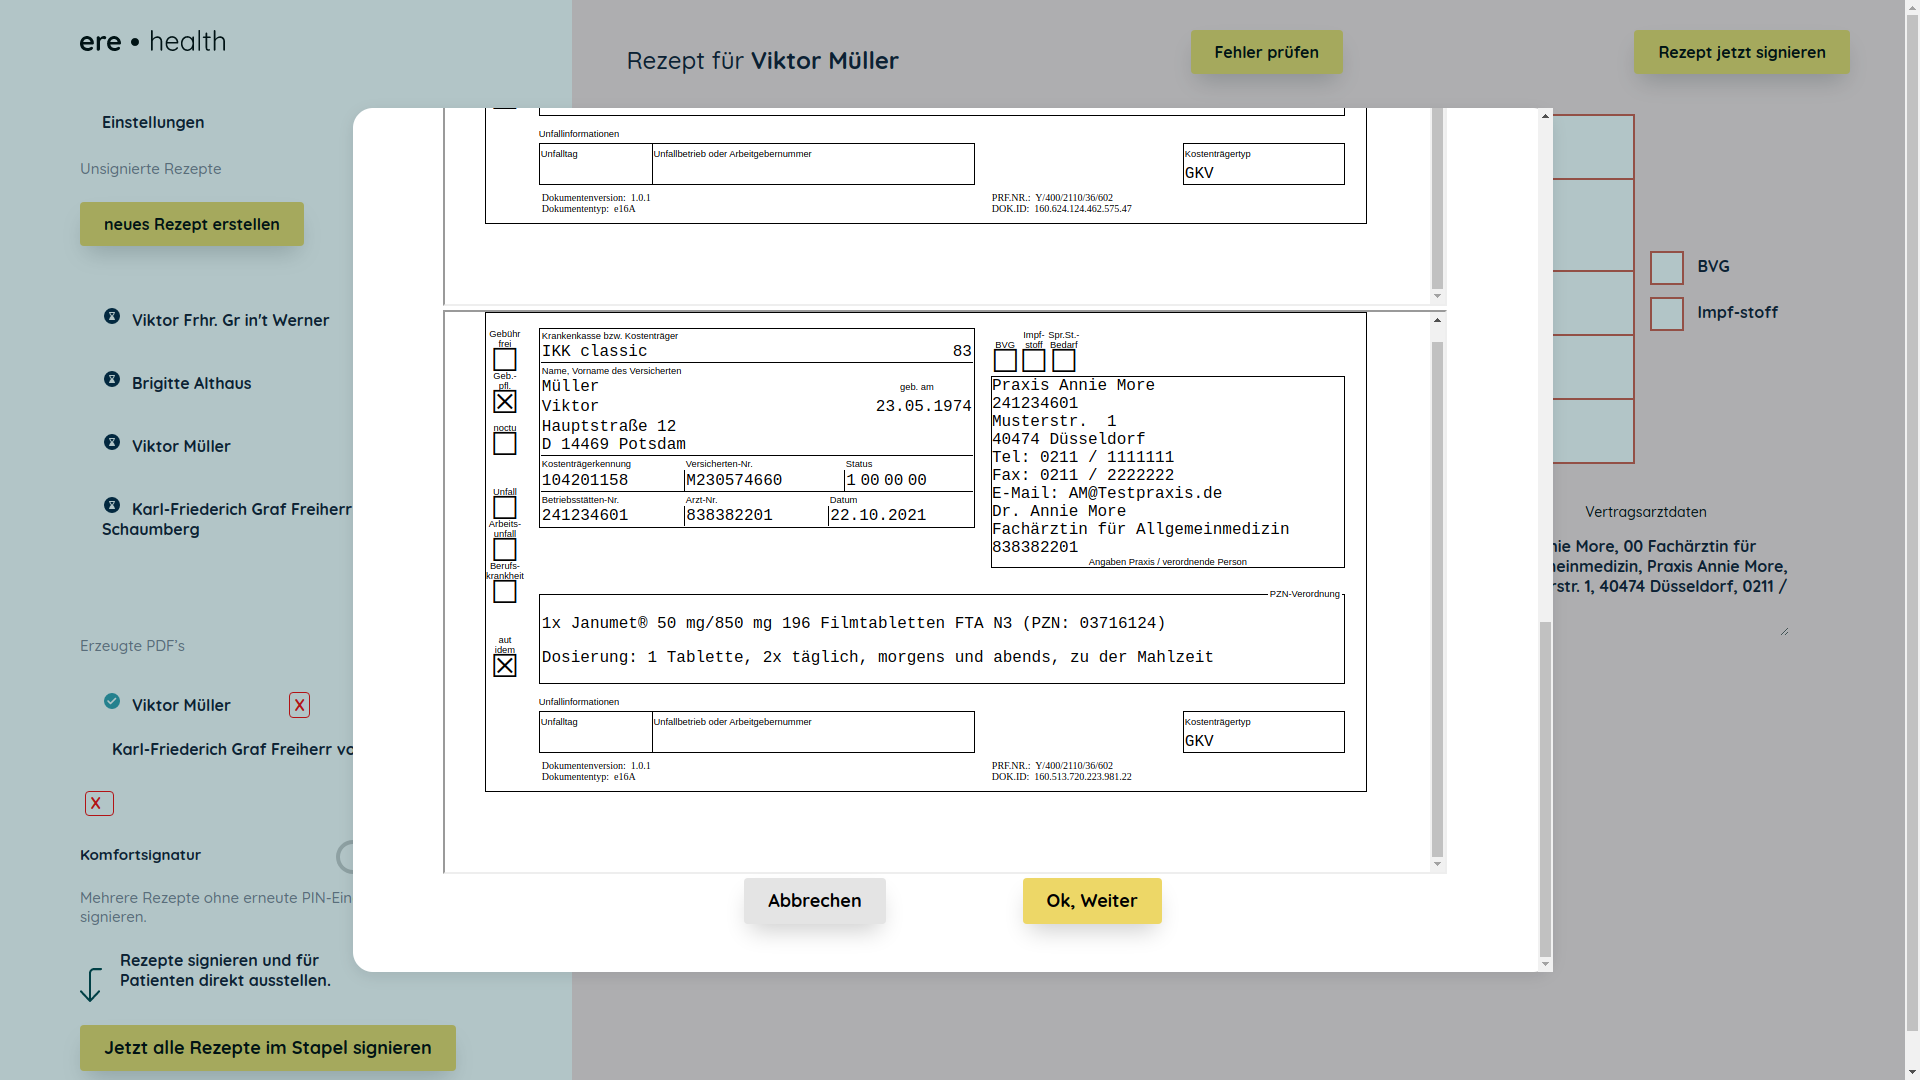 ere • health
Einstellungen
Unsignierte Rezepte
neues Rezept erstellen
Viktor Frhr. Gr in't Werner
Brigitte Althaus
Viktor Müller
Karl-Friederich Graf Freiherr
Schaumberg
Erzeugte PDF's
Viktor Müller X
Karl-Friederich Graf Freiherr
X
Komfortsignatur
Mehrere Rezepte ohne erneute
signieren.
Rezepte signieren und für
Patienten direkt ausstellen.
Jetzt alle Rezepte im Stapel signieren
Rezept für Viktor Müller
Fehler prüfen
Rezept jetzt signieren
Unfallinformationen
Unfalltag
Unfallbetrieb oder Arbeitgebernummer
Kostenträgertyp
GKV
Dokumentenversion: 1.0.1
Dokumententyp: e16A
PRF.NR.: Y/400/2110/36/602
DOK.ID: 160.624.124.462.575.47
Gebühr
frei
Geb.-
pfl.
noctu
Unfall
Arbeits-
unfall
Berufs-
krankheit
aut
idem
Krankenkasse bzw. Kostenträger
IKK classic 83
Name, Vorname des Versicherten
Müller geb. am
Viktor 23.05.1974
Hauptstraße 12
D 14469 Potsdam
Kostenträgerkennung Versicherten-Nr. Status
104201158 M230574660 1 00 00 00
Betriebsstätten-Nr. Arzt-Nr. Datum
241234601 838382201 22.10.2021
BVG
Impf-
stoff
Spr.St.-
Bedarf
Praxis Annie More
241234601
Musterstr. 1
40474 Düsseldorf
Tel: 0211 / 1111111
Fax: 0211 / 2222222
E-Mail: AM@Testpraxis.de
Dr. Annie More
Fachärztin für Allgemeinmedizin
838382201
Angaben Praxis / verordnende Person
PZN-Verordnung
1x Janumet® 50 mg/850 mg 196 Filmtabletten FTA N3 (PZN: 03716124)
Dosierung: 1 Tablette, 2x täglich, morgens und abends, zu der Mahlzeit
Unfallinformationen
Unfalltag
Unfallbetrieb oder Arbeitgebernummer
Kostenträgertyp
GKV
Dokumentenversion: 1.0.1
Dokumententyp: e16A
PRF.NR.: Y/400/2110/36/602
DOK.ID: 160.513.720.223.981.22
Abbrechen
Ok, Weiter
BVG
Impf-stoff
Vertragsarztdaten
More, 00 Fachärztin für
Praxis Annie More,
1, 40474 Düsseldorf, 0211 /